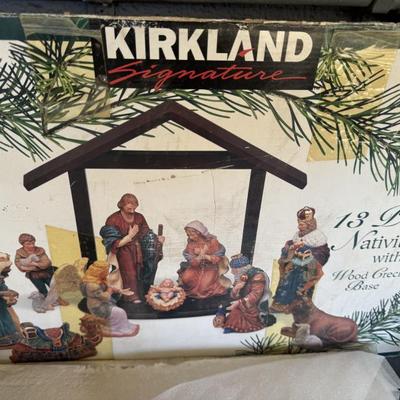 KIRKLAND
Signature
13
Nativi
with
Wood Crec
Base